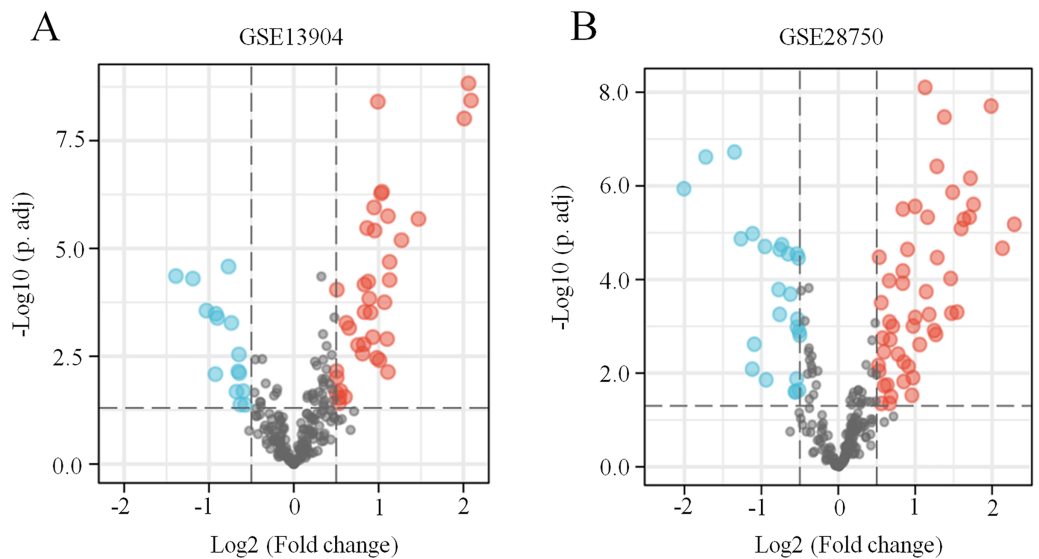 A
GSE13904
-Log10 (p. adj)
7.5
5.0
2.5
0.0
-2 -1 0 1 2
Log2 (Fold change)
B
GSE28750
-Log10 (p. adj)
8.0
6.0
4.0
2.0
0.0
-2 -1 0 1 2
Log2 (Fold change)